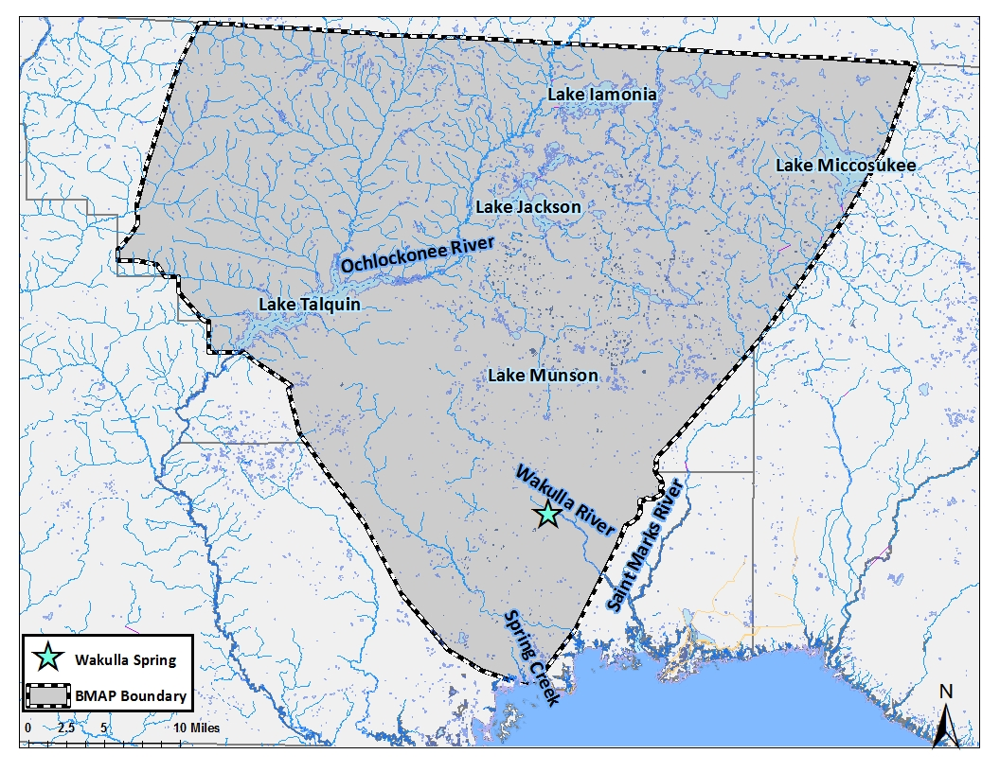 Lake Iamonia
Lake Miccosukee
Lake Jackson
Ochlockonee River
Lake Talquin
Lake Munson
Wakulla River
Saint Marks River
Spring Creek
Wakulla Spring
BMAP Boundary
0 2.5 5 10 Miles
N